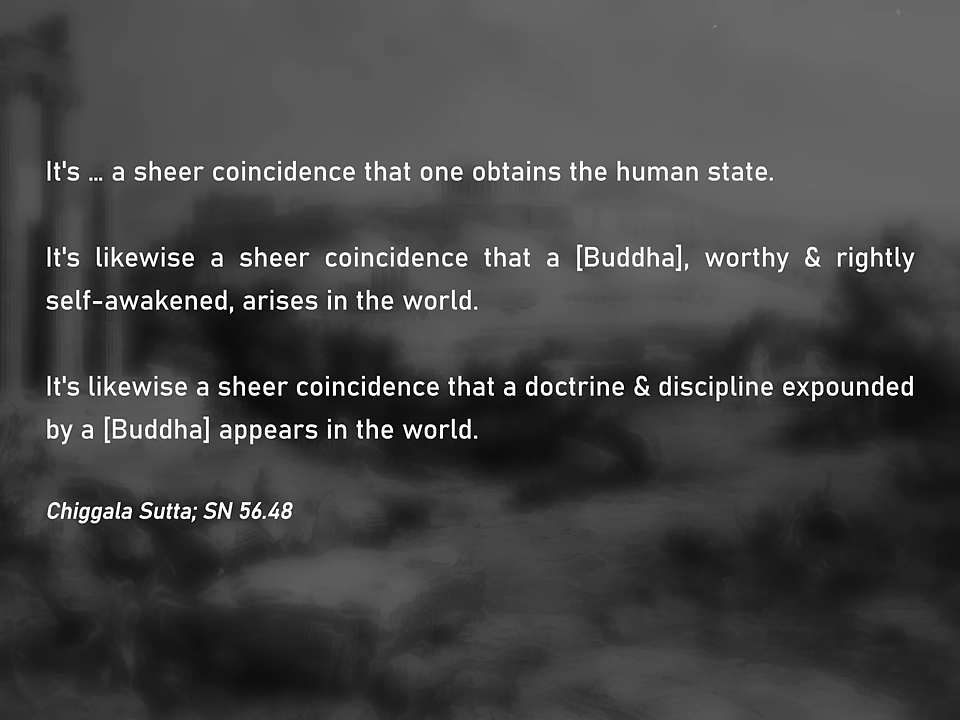 It's … a sheer coincidence that one obtains the human state.
It's likewise a sheer coincidence that a [Buddha], worthy & rightly
self-awakened, arises in the world.
It's likewise a sheer coincidence that a doctrine & discipline expounded
by a [Buddha] appears in the world.
Chiggala Sutta; SN 56.48